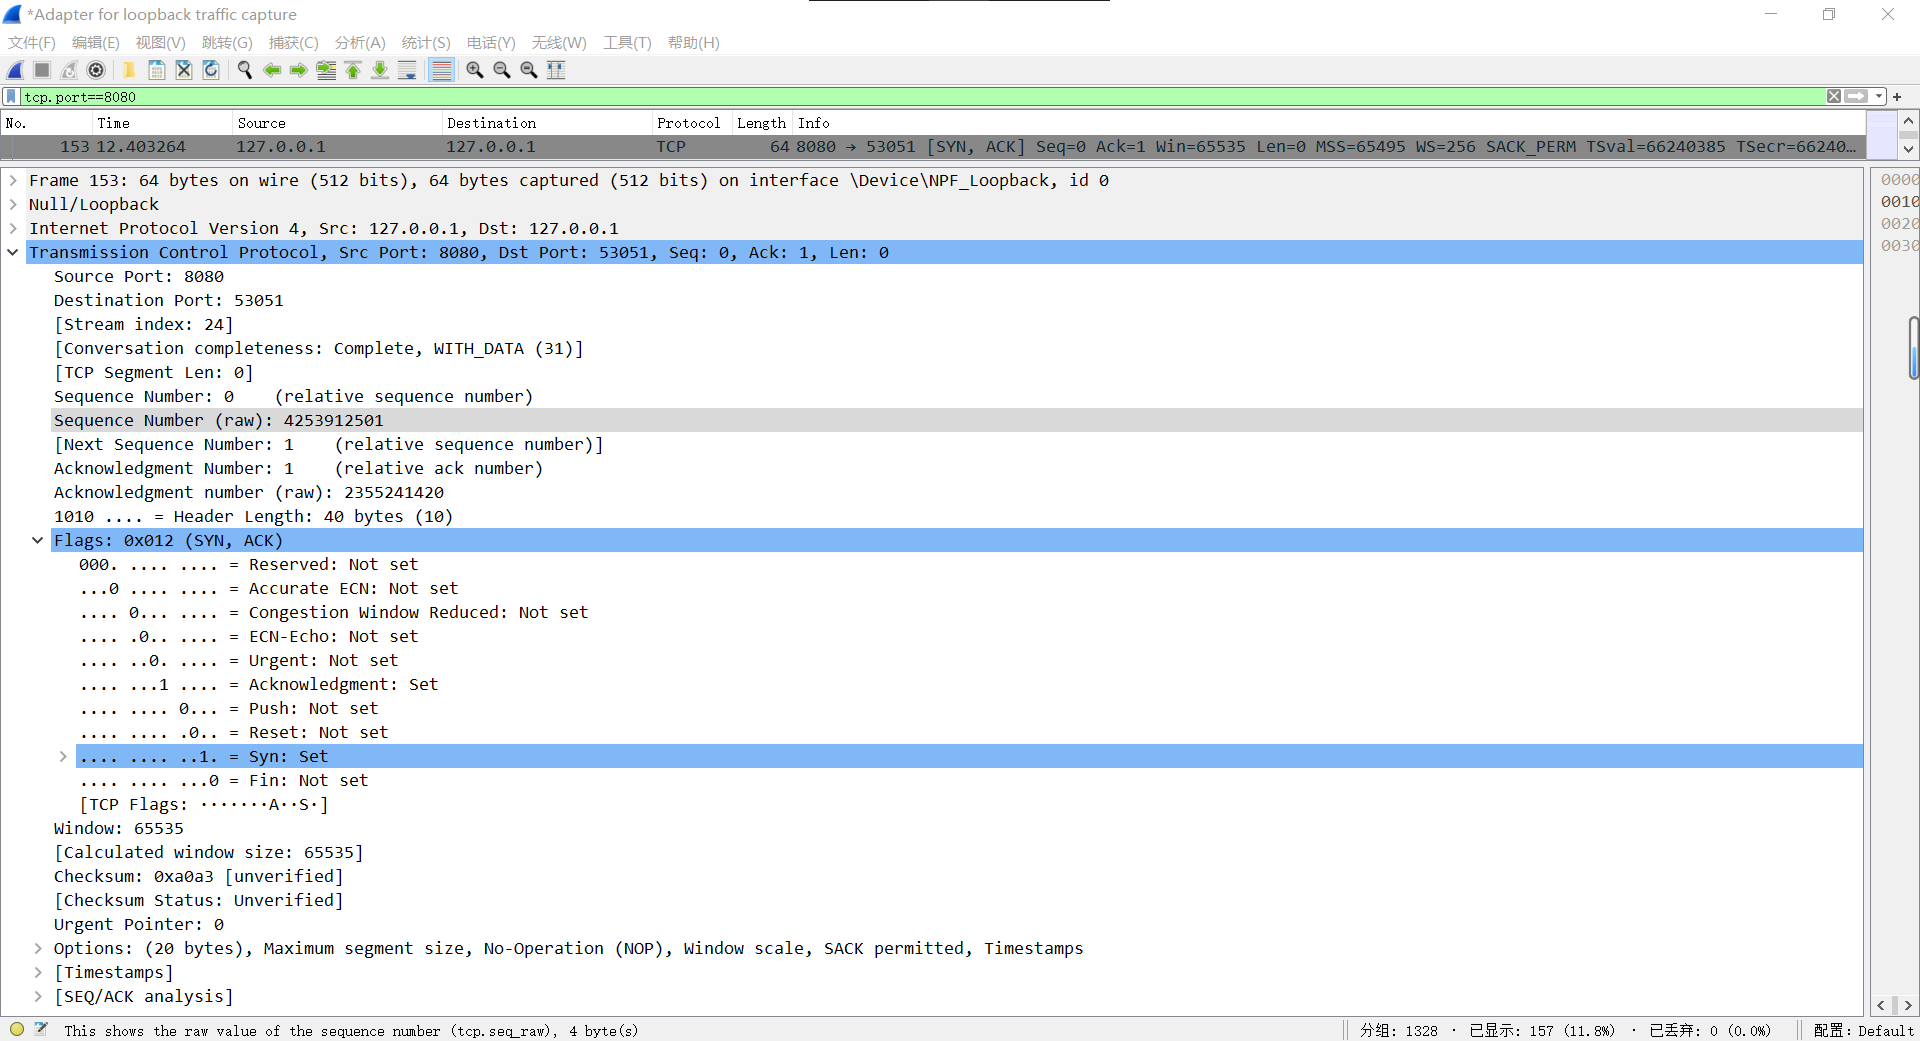 *Adapter for loopback traffic capture
文件(F) 编辑(E) 视图(V) 跳转(G) 捕获(C) 分析(A) 统计(S) 电话(Y) 无线(W) 工具(T) 帮助(H)
tcp.port==8080
No. Time Source Destination Protocol Length Info
153 12.403264 127.0.0.1 127.0.0.1 TCP 64 8080 → 53051 [SYN, ACK] Seq=0 Ack=1 Win=65535 Len=0 MSS=65495 WS=256 SACK_PERM TSval=66240385 TSecr=66240…
Frame 153: 64 bytes on wire (512 bits), 64 bytes captured (512 bits) on interface \Device\NPF_Loopback, id 0
Null/Loopback
Internet Protocol Version 4, Src: 127.0.0.1, Dst: 127.0.0.1
Transmission Control Protocol, Src Port: 8080, Dst Port: 53051, Seq: 0, Ack: 1, Len: 0
Source Port: 8080
Destination Port: 53051
[Stream index: 24]
[Conversation completeness: Complete, WITH_DATA (31)]
[TCP Segment Len: 0]
Sequence Number: 0    (relative sequence number)
Sequence Number (raw): 4253912501
[Next Sequence Number: 1    (relative sequence number)]
Acknowledgment Number: 1    (relative ack number)
Acknowledgment number (raw): 2355241420
1010 .... = Header Length: 40 bytes (10)
Flags: 0x012 (SYN, ACK)
000. .... .... = Reserved: Not set
...0 .... .... = Accurate ECN: Not set
.... 0... .... = Congestion Window Reduced: Not set
.... .0.. .... = ECN-Echo: Not set
.... ..0. .... = Urgent: Not set
.... ...1 .... = Acknowledgment: Set
.... .... 0... = Push: Not set
.... .... .0.. = Reset: Not set
.... .... ..1. = Syn: Set
.... .... ...0 = Fin: Not set
[TCP Flags: ·······A··S·]
Window: 65535
[Calculated window size: 65535]
Checksum: 0xa0a3 [unverified]
[Checksum Status: Unverified]
Urgent Pointer: 0
Options: (20 bytes), Maximum segment size, No-Operation (NOP), Window scale, SACK permitted, Timestamps
[Timestamps]
[SEQ/ACK analysis]
0000
0010
0020
0030
This shows the raw value of the sequence number (tcp.seq_raw), 4 byte(s)
分组: 1328 · 已显示: 157 (11.8%) · 已丢弃: 0 (0.0%)
配置: Default